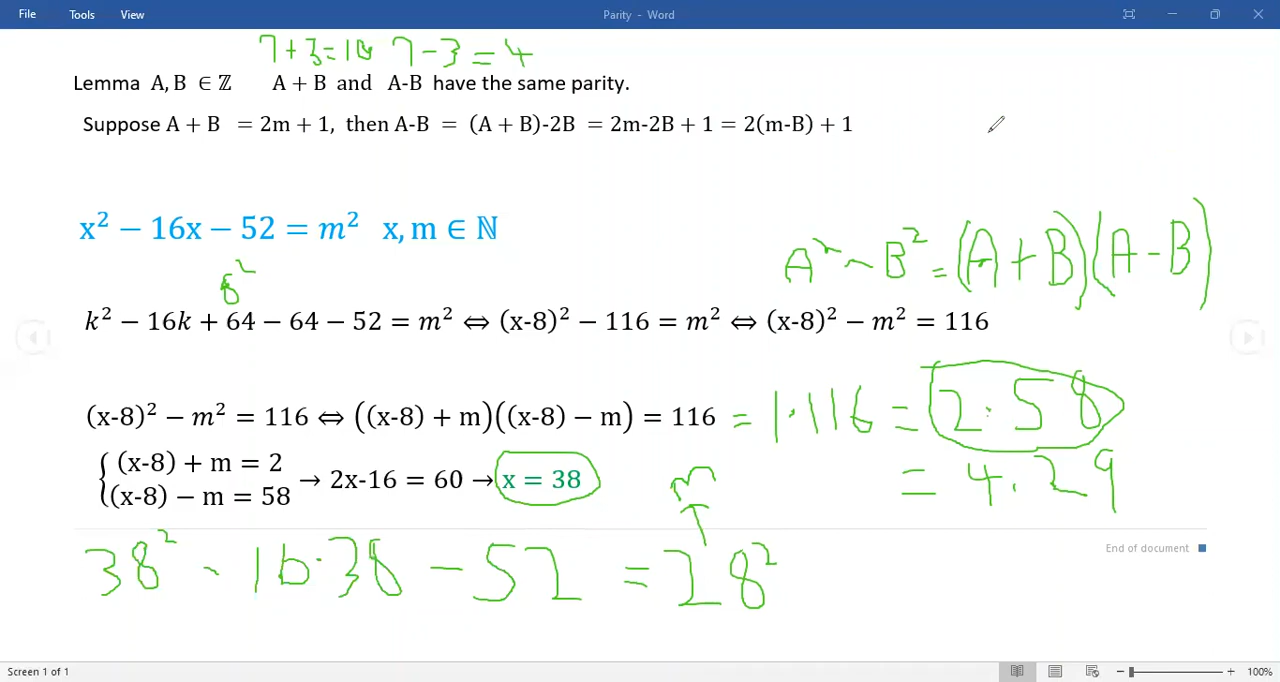 File Tools View Parity - Word
7+3=10 7-3=4
Lemma A, B ∈ ℤ A + B and A-B have the same parity.
Suppose A + B = 2m + 1, then A-B = (A + B)-2B = 2m-2B + 1 = 2(m-B) + 1
x² − 16x − 52 = m² x, m ∈ ℕ
A² - B² = (A+B)(A-B)
8²
k² − 16k + 64 − 64 − 52 = m² ⇔ (x-8)² − 116 = m² ⇔ (x-8)² − m² = 116
(x-8)² − m² = 116 ⇔ ((x-8) + m)((x-8) − m) = 116 = 1·116 = 2·58
= 4·29
{(x-8) + m = 2
(x-8) − m = 58 → 2x-16 = 60 → x = 38
m
↑
38² - 16·38 - 52 = 28²
End of document
Screen 1 of 1 100%